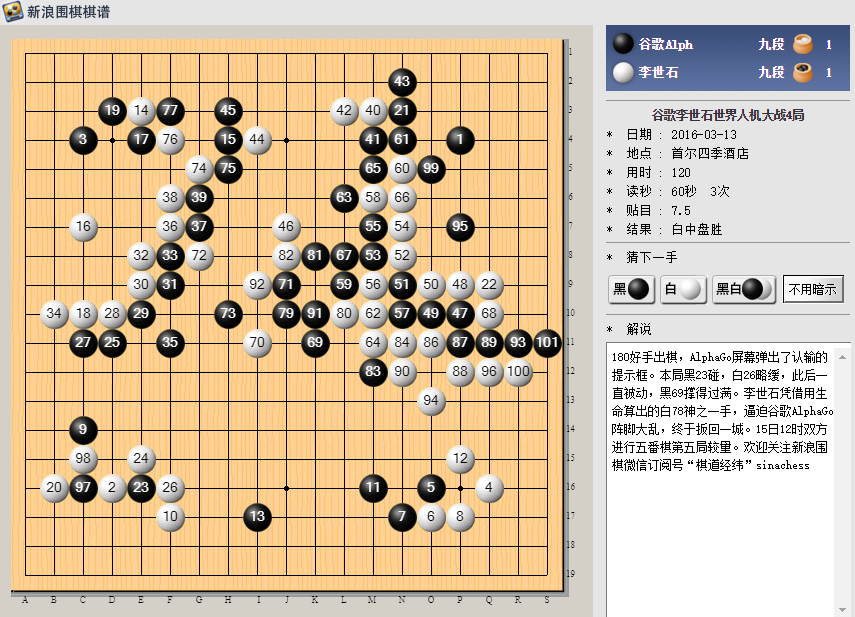 新浪围棋棋谱
1
43 2
19 14 77 45 42 40 21 3
3 17 76 15 44 41 61 1 4
74 75 65 60 99 5
38 39 63 58 66 6
16 36 37 46 55 54 95 7
32 33 72 82 81 67 53 52 8
30 31 92 71 59 56 51 50 48 22 9
34 18 28 29 73 79 91 80 62 57 49 47 68 10
27 25 35 70 69 64 84 86 87 89 93 101 11
83 90 88 96 100 12
94 13
9 14
98 24 12 15
20 97 2 23 26 11 5 4 16
10 13 7 6 8 17
18
19
A B C D E F G H I J K L M N O P Q R S
谷歌Alph 九段 1
李世石 九段 1
谷歌李世石世界人机大战4局
* 日期 : 2016-03-13
* 地点 : 首尔四季酒店
* 用时 : 120
* 读秒 : 60秒 3次
* 贴目 : 7.5
* 结果 : 白中盘胜
* 猜下一手
黑 白 黑白 不用暗示
* 解说
180好手出棋，AlphaGo屏幕弹出了认输的
提示框。本局黑23碰，白26略缓，此后一
直被动，黑69撑得过满。李世石凭借用生
命算出的白78神之一手，逼迫谷歌AlphaGo
阵脚大乱，终于扳回一城。15日12时双方
进行五番棋第五局较量。欢迎关注新浪围
棋微信订阅号“棋道经纬”sinachess